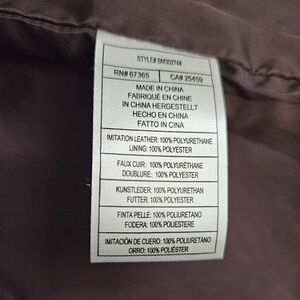 STYLE# 9M302744
RN# 67365 CA# 25459
MADE IN CHINA
FABRIQUÉ EN CHINE
IN CHINA HERGESTELLT
HECHO EN CHINA
FATTO IN CINA
IMITATION LEATHER: 100% POLYURETHANE
LINING: 100% POLYESTER
FAUX CUIR: 100% POLYURÉTHANE
DOUBLURE: 100% POLYESTER
KUNSTLEDER: 100% POLYURETHAN
FUTTER: 100% POLYESTER
FINTA PELLE: 100% POLIURETANO
FODERA: 100% POLIESTERE
IMITACIÓN DE CUERO: 100% POLIURETANO
ORRO: 100% POLIÉSTER